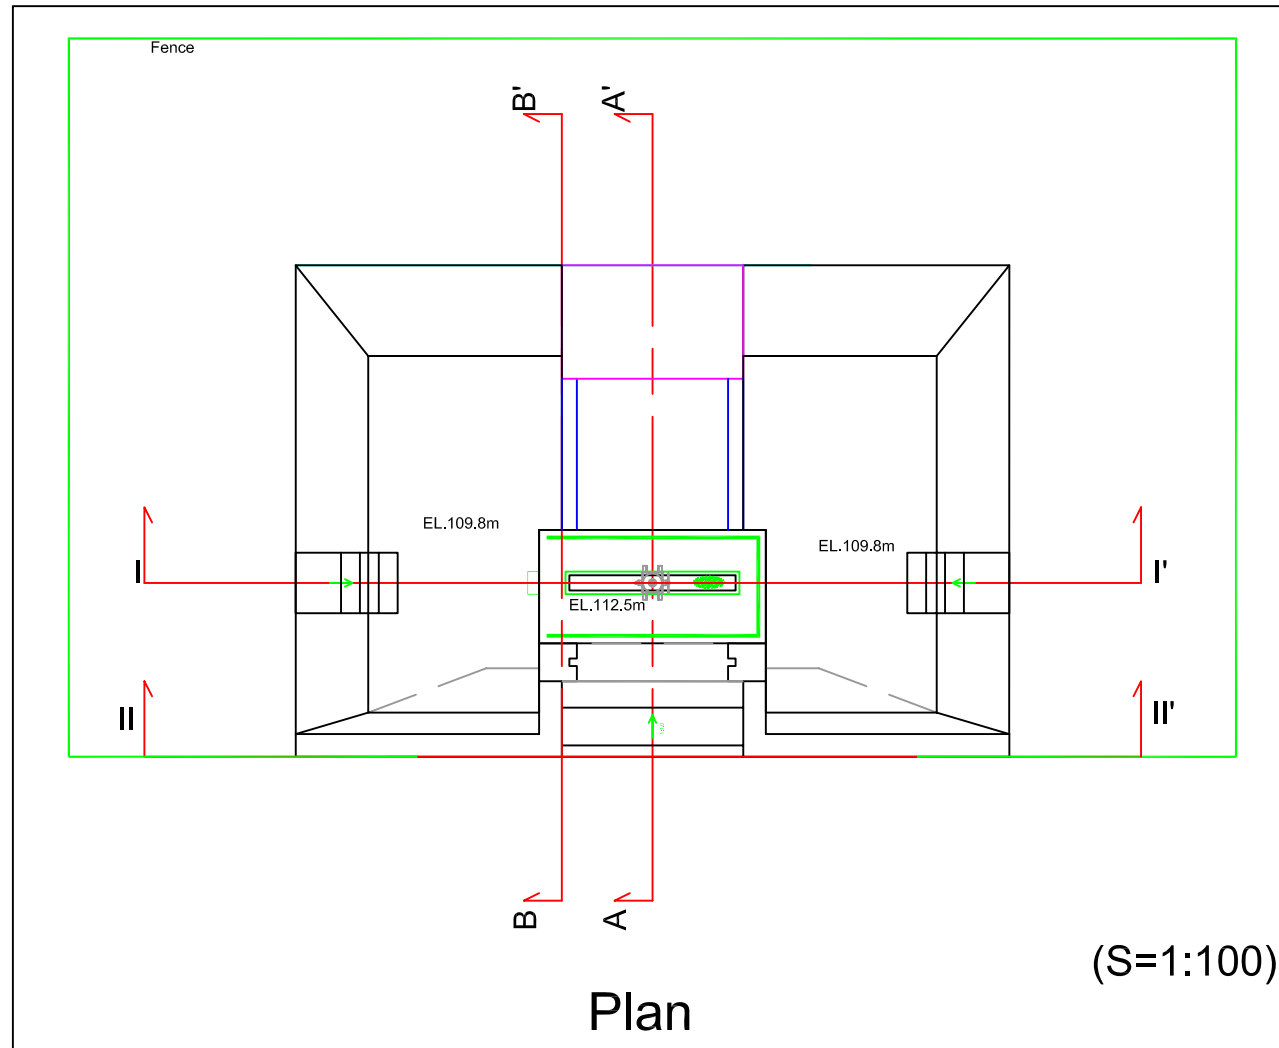 Fence
B'
A'
EL.109.8m
EL.109.8m
I
I'
EL.112.5m
II
II'
B
A
(S=1:100)
Plan